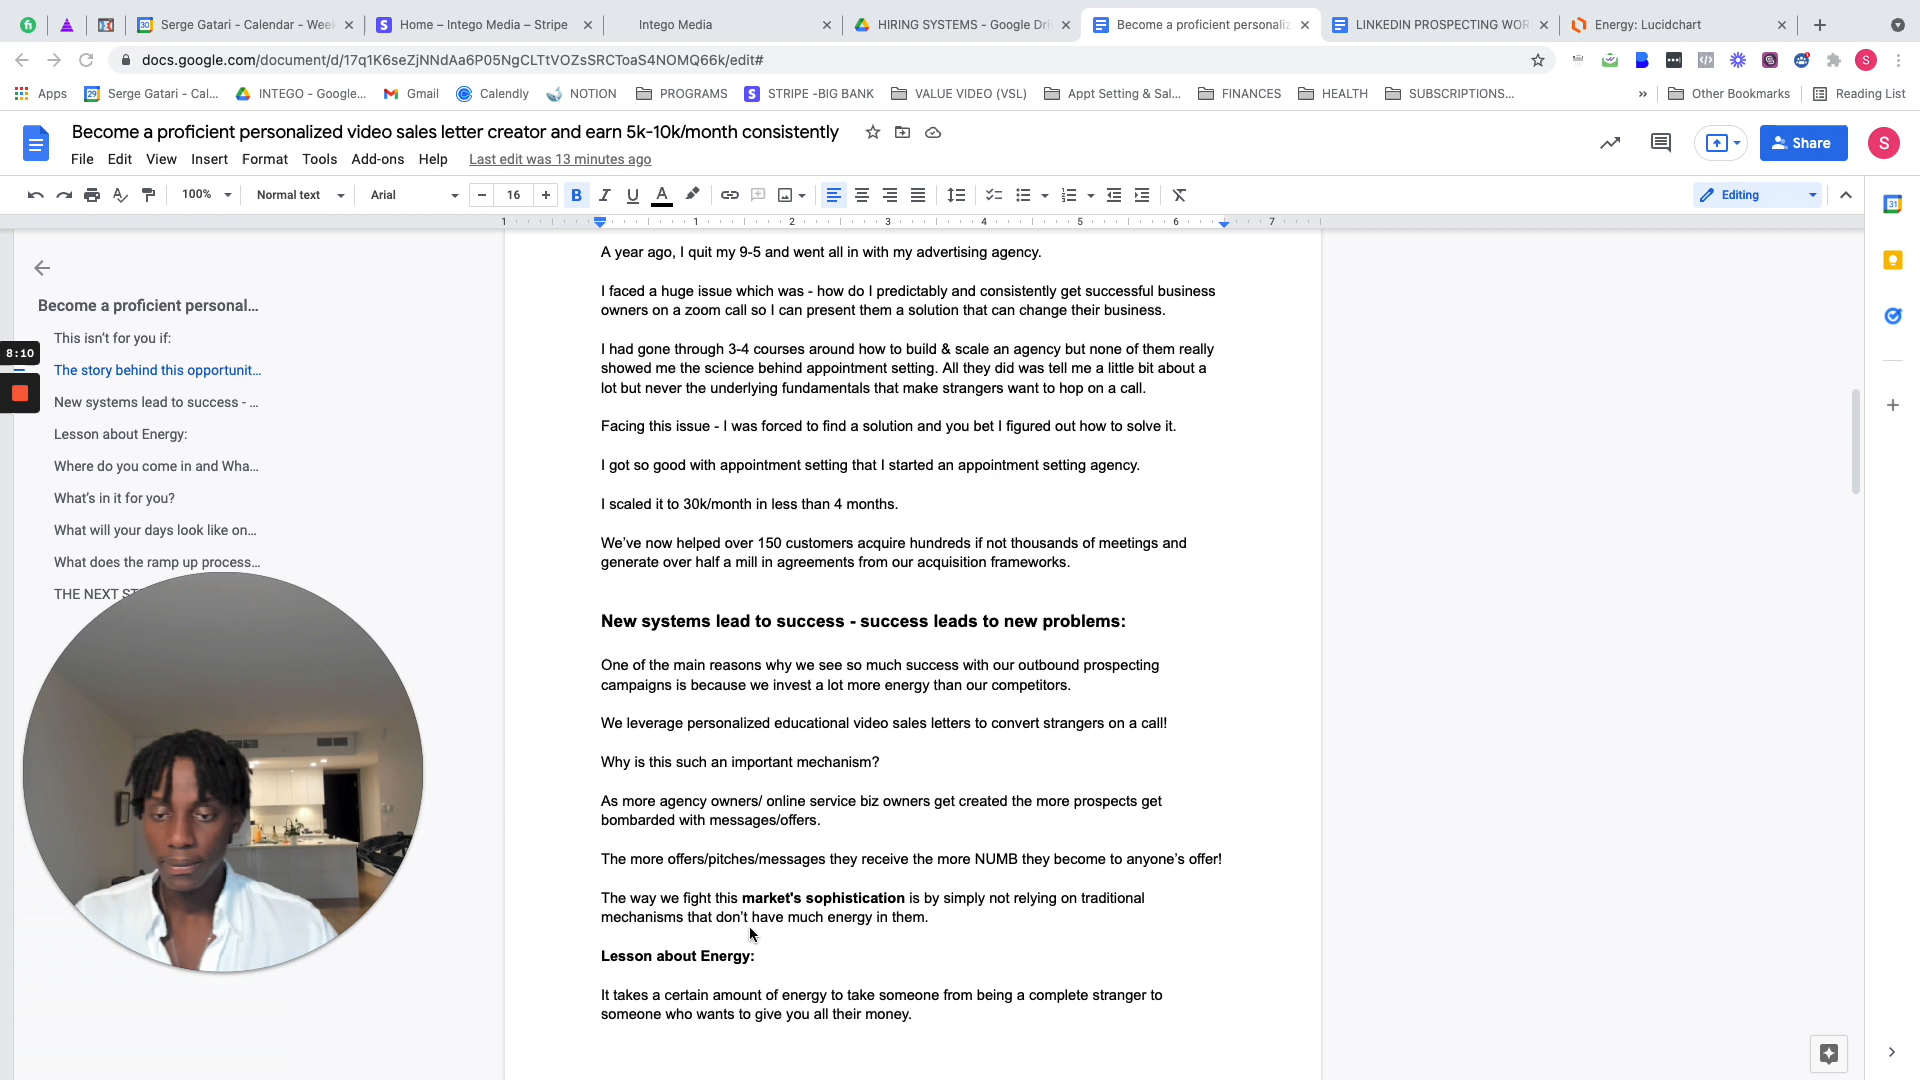 Serge Gatari - Calendar - Week
Home – Intego Media – Stripe
Intego Media
HIRING SYSTEMS - Google Dri
Become a proficient personaliz
LINKEDIN PROSPECTING WOR
Energy: Lucidchart
docs.google.com/document/d/17q1K6seZjNNdAa6P05NgCLTtVOZsSRCToaS4NOMQ66k/edit#
S
Apps
Serge Gatari - Cal...
INTEGO - Google...
Gmail
Calendly
NOTION
PROGRAMS
STRIPE -BIG BANK
VALUE VIDEO (VSL)
Appt Setting & Sal...
FINANCES
HEALTH
SUBSCRIPTIONS...
»
Other Bookmarks
Reading List
Become a proficient personalized video sales letter creator and earn 5k-10k/month consistently
File Edit View Insert Format Tools Add-ons Help Last edit was 13 minutes ago
Share
S
100% Normal text Arial 16 B I U A
Editing
1 1 2 3 4 5 6 7
Become a proficient personal...
This isn't for you if:
The story behind this opportunit...
New systems lead to success - ...
Lesson about Energy:
Where do you come in and Wha...
What's in it for you?
What will your days look like on...
What does the ramp up process...
THE NEXT ST
8:10
A year ago, I quit my 9-5 and went all in with my advertising agency.
I faced a huge issue which was - how do I predictably and consistently get successful business
owners on a zoom call so I can present them a solution that can change their business.
I had gone through 3-4 courses around how to build & scale an agency but none of them really
showed me the science behind appointment setting. All they did was tell me a little bit about a
lot but never the underlying fundamentals that make strangers want to hop on a call.
Facing this issue - I was forced to find a solution and you bet I figured out how to solve it.
I got so good with appointment setting that I started an appointment setting agency.
I scaled it to 30k/month in less than 4 months.
We've now helped over 150 customers acquire hundreds if not thousands of meetings and
generate over half a mill in agreements from our acquisition frameworks.
New systems lead to success - success leads to new problems:
One of the main reasons why we see so much success with our outbound prospecting
campaigns is because we invest a lot more energy than our competitors.
We leverage personalized educational video sales letters to convert strangers on a call!
Why is this such an important mechanism?
As more agency owners/ online service biz owners get created the more prospects get
bombarded with messages/offers.
The more offers/pitches/messages they receive the more NUMB they become to anyone's offer!
The way we fight this market's sophistication is by simply not relying on traditional
mechanisms that don't have much energy in them.
Lesson about Energy:
It takes a certain amount of energy to take someone from being a complete stranger to
someone who wants to give you all their money.